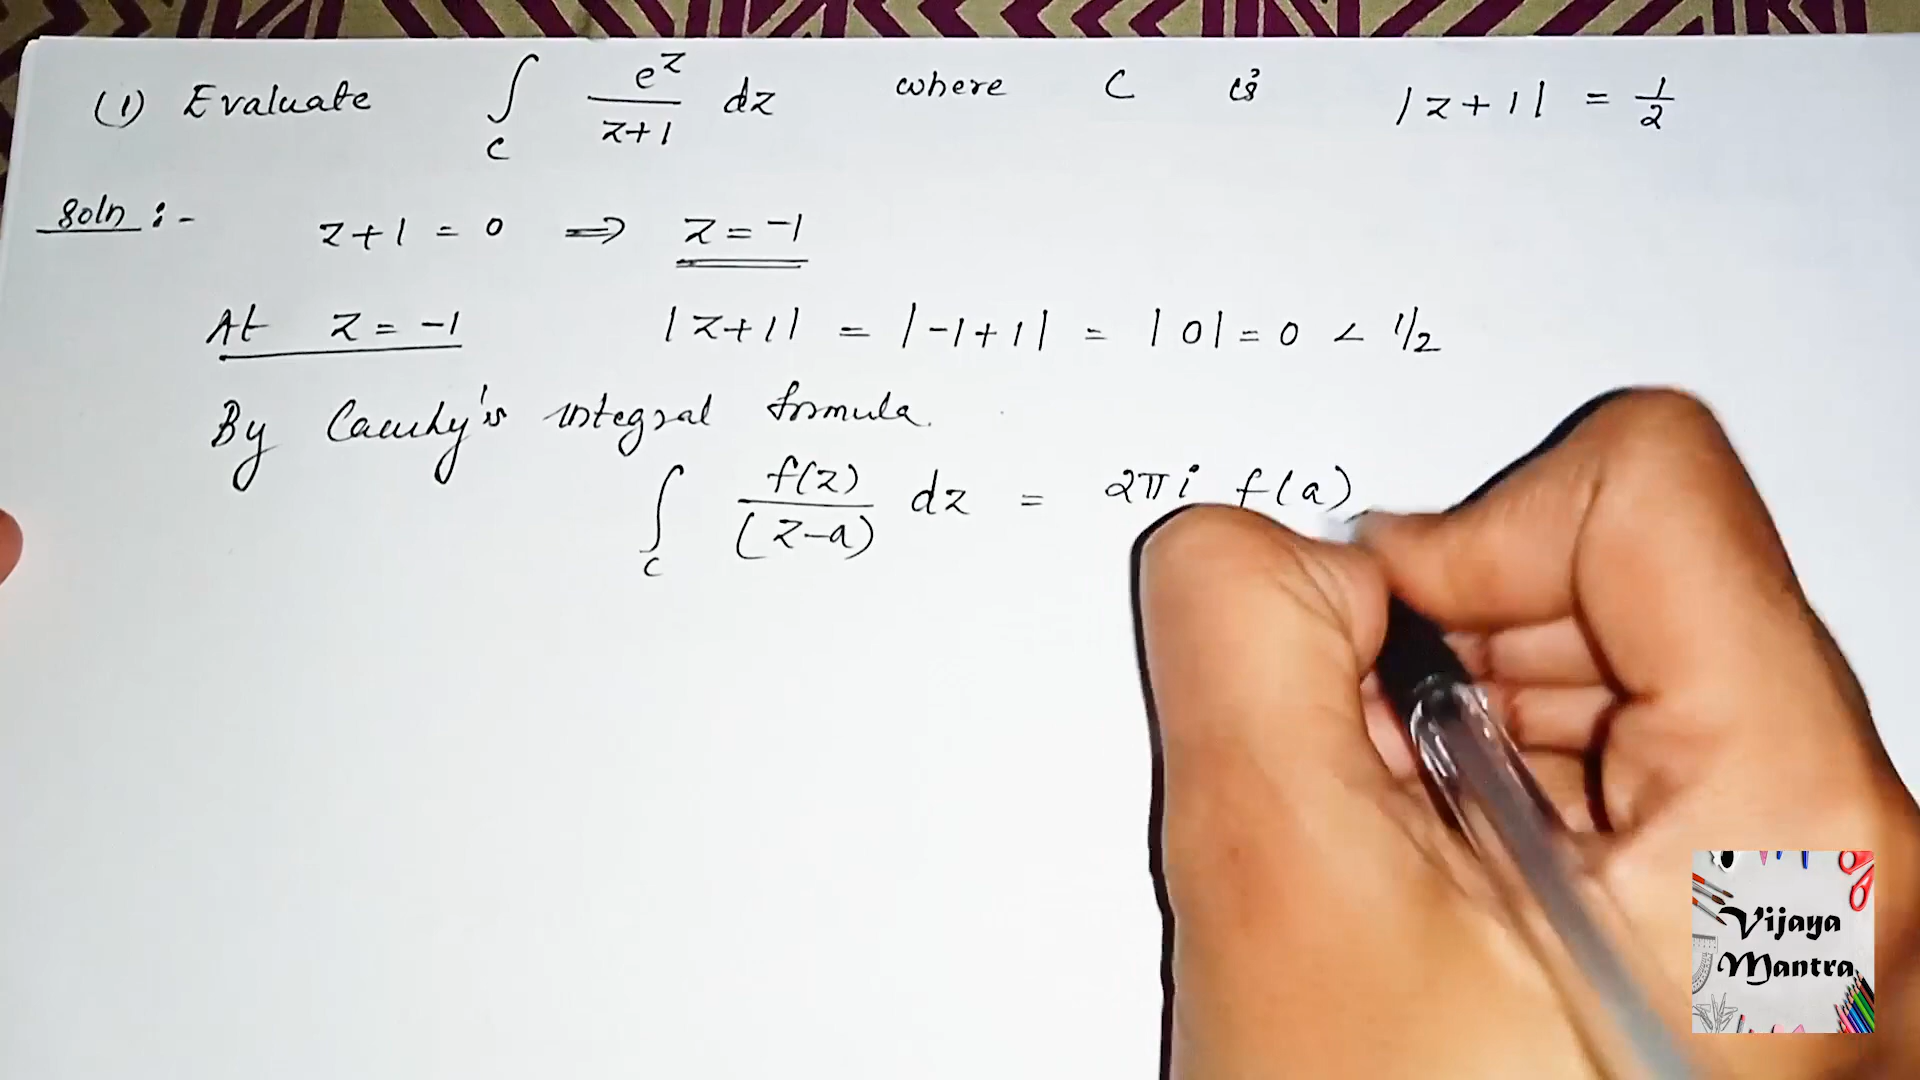 (1) Evaluate ∫_C e^z/(z+1) dz where C is |z+1| = 1/2
Soln :- z+1 = 0 ⟹ z = -1
At z = -1 |z+1| = |-1+1| = |0| = 0 < 1/2
By Cauchy's integral formula.
∫_C f(z)/(z-a) dz = 2πi f(a)
Vijaya
Mantra